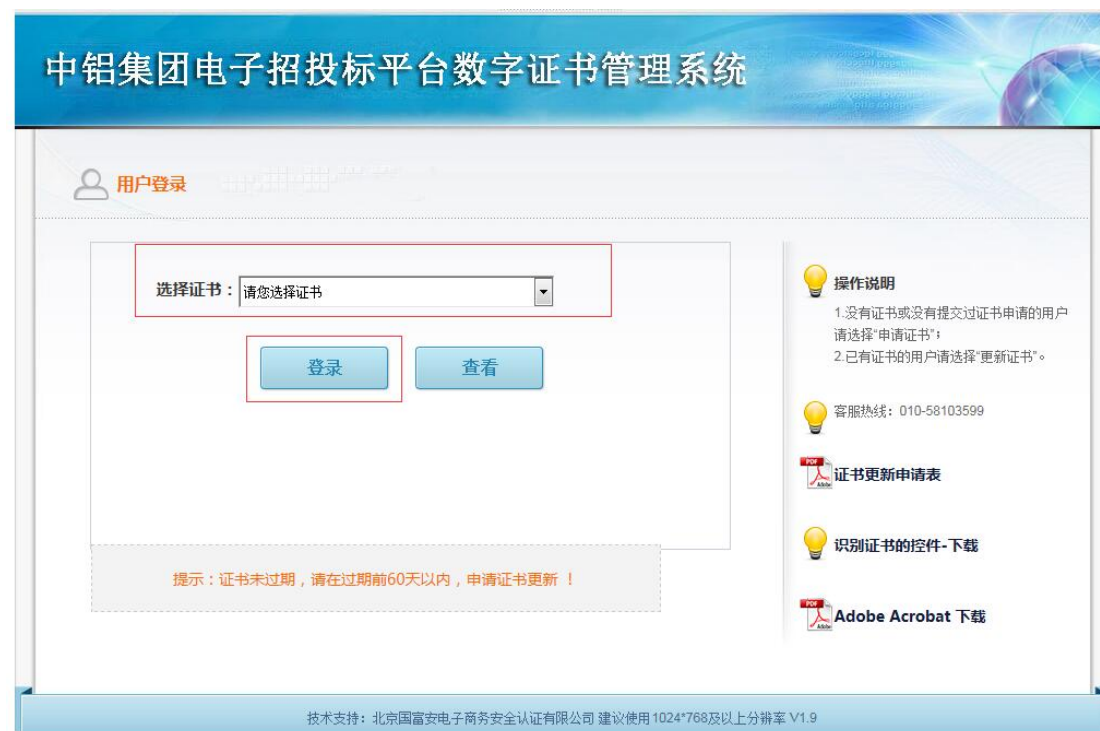 中铝集团电子招投标平台数字证书管理系统
用户登录
选择证书：
请您选择证书
登录
查看
提示：证书未过期，请在过期前60天以内，申请证书更新 ！
操作说明
1.没有证书或没有提交过证书申请的用户
请选择“申请证书”；
2.已有证书的用户请选择“更新证书”。
客服热线：010-58103599
证书更新申请表
识别证书的控件-下载
Adobe Acrobat 下载
技术支持：北京国富安电子商务安全认证有限公司 建议使用1024*768及以上分辨率 V1.9